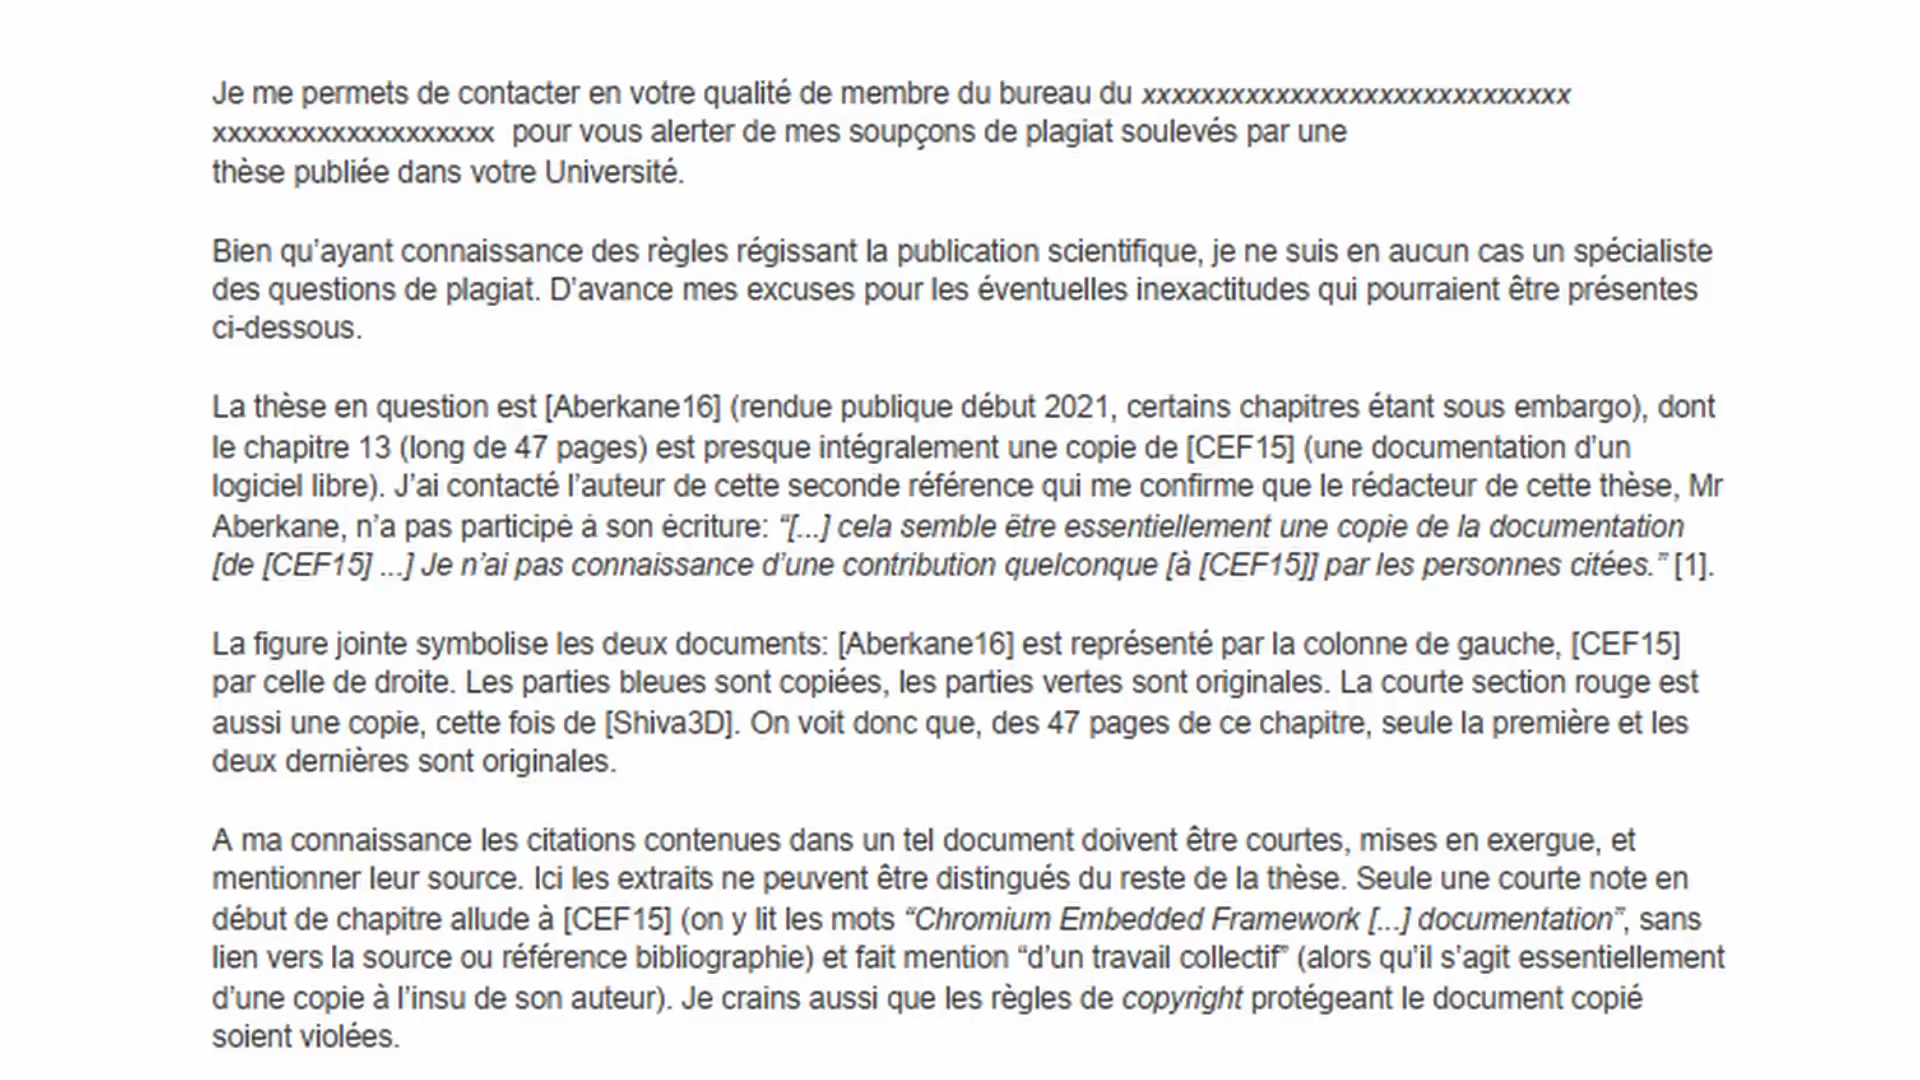 Je me permets de contacter en votre qualité de membre du bureau du xxxxxxxxxxxxxxxxxxxxxxxxxxxxx
xxxxxxxxxxxxxxxxxxx pour vous alerter de mes soupçons de plagiat soulevés par une
thèse publiée dans votre Université.
Bien qu’ayant connaissance des règles régissant la publication scientifique, je ne suis en aucun cas un spécialiste
des questions de plagiat. D’avance mes excuses pour les éventuelles inexactitudes qui pourraient être présentes
ci-dessous.
La thèse en question est [Aberkane16] (rendue publique début 2021, certains chapitres étant sous embargo), dont
le chapitre 13 (long de 47 pages) est presque intégralement une copie de [CEF15] (une documentation d’un
logiciel libre). J’ai contacté l’auteur de cette seconde référence qui me confirme que le rédacteur de cette thèse, Mr
Aberkane, n’a pas participé à son écriture: “[...] cela semble être essentiellement une copie de la documentation
[de [CEF15] ...] Je n’ai pas connaissance d’une contribution quelconque [à [CEF15]] par les personnes citées.” [1].
La figure jointe symbolise les deux documents: [Aberkane16] est représenté par la colonne de gauche, [CEF15]
par celle de droite. Les parties bleues sont copiées, les parties vertes sont originales. La courte section rouge est
aussi une copie, cette fois de [Shiva3D]. On voit donc que, des 47 pages de ce chapitre, seule la première et les
deux dernières sont originales.
A ma connaissance les citations contenues dans un tel document doivent être courtes, mises en exergue, et
mentionner leur source. Ici les extraits ne peuvent être distingués du reste de la thèse. Seule une courte note en
début de chapitre allude à [CEF15] (on y lit les mots “Chromium Embedded Framework [...] documentation”, sans
lien vers la source ou référence bibliographie) et fait mention “d’un travail collectif” (alors qu’il s’agit essentiellement
d’une copie à l’insu de son auteur). Je crains aussi que les règles de copyright protégeant le document copié
soient violées.